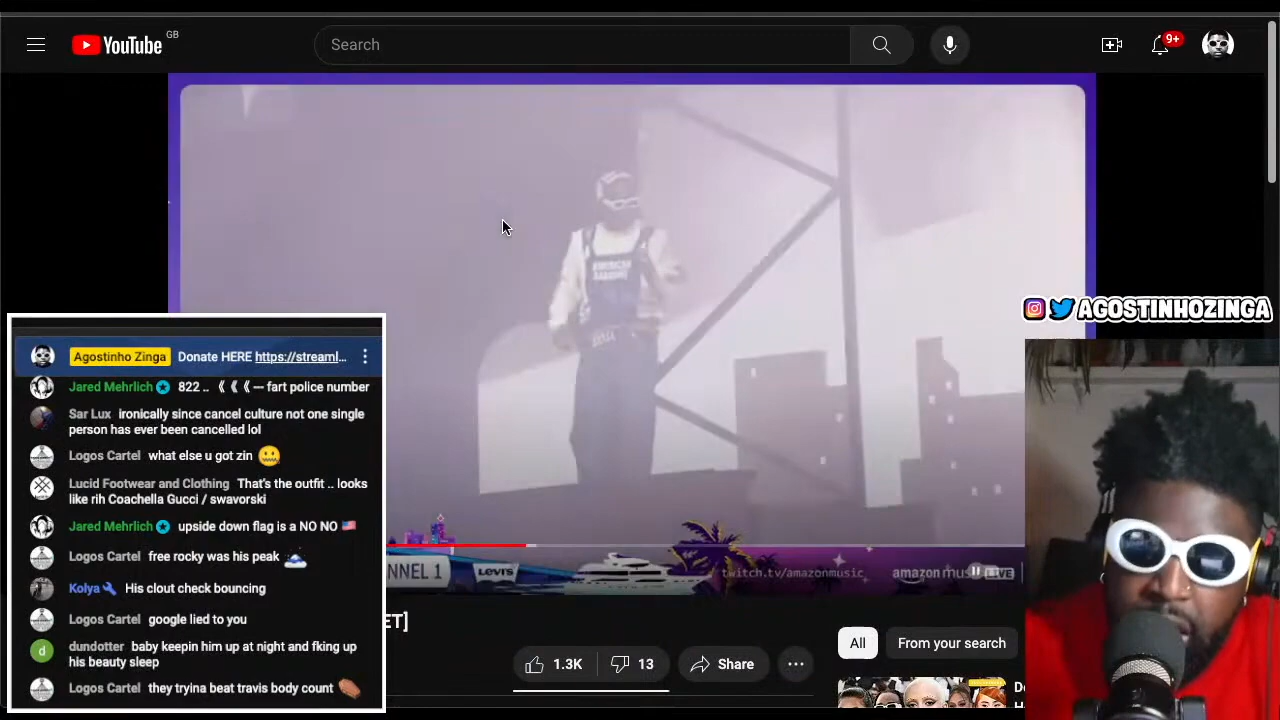 YouTube GB
Search
9+
AGOSTINHOZINGA
Agostinho Zinga Donate HERE https://streaml...
Jared Mehrlich 822 .. 《《《--- fart police number
Sar Lux ironically since cancel culture not one single
person has ever been cancelled lol
Logos Cartel what else u got zin 🤐
Lucid Footwear and Clothing That's the outfit .. looks
like rih Coachella Gucci / swavorski
Jared Mehrlich upside down flag is a NO NO 🇺🇸
Logos Cartel free rocky was his peak 🗻
Kolya His clout check bouncing
Logos Cartel google lied to you
dundotter baby keepin him up at night and fking up
his beauty sleep
Logos Cartel they tryina beat travis body count ⚰️
AMERICAN
NNEL 1
LEVI'S
twitch.tv/amazonmusic
amazon mus
LIVE
ET]
1.3K
13
Share
All
From your search